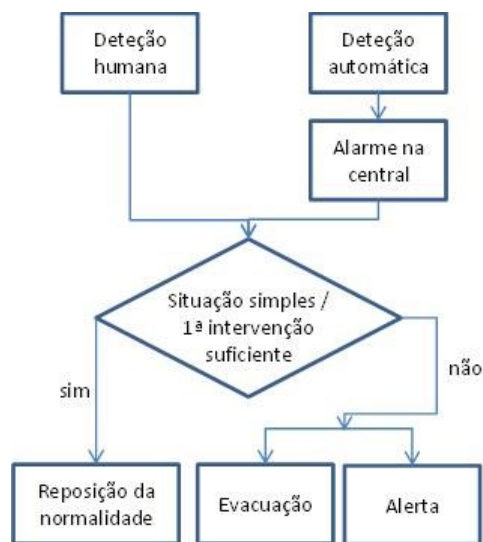 Deteção
humana
Deteção
automática
Alarme na
central
Situação simples /
1ª intervenção
suficiente
sim
não
Reposição da
normalidade
Evacuação
Alerta